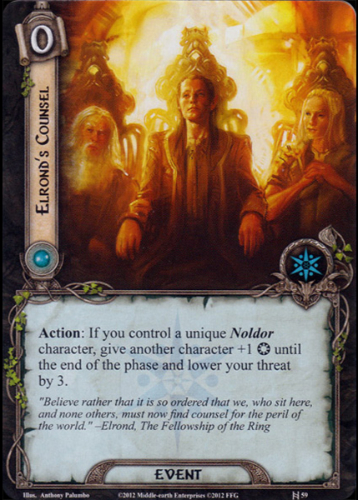 0
ELROND'S COUNSEL
Action: If you control a unique Noldor
character, give another character +1 until
the end of the phase and lower your threat
by 3.
"Believe rather that it is so ordered that we, who sit here,
and none others, must now find counsel for the peril of
the world." –Elrond, The Fellowship of the Ring
EVENT
Illus. Anthony Palumbo ©2012 Middle-earth Enterprises ©2012 FFG 59